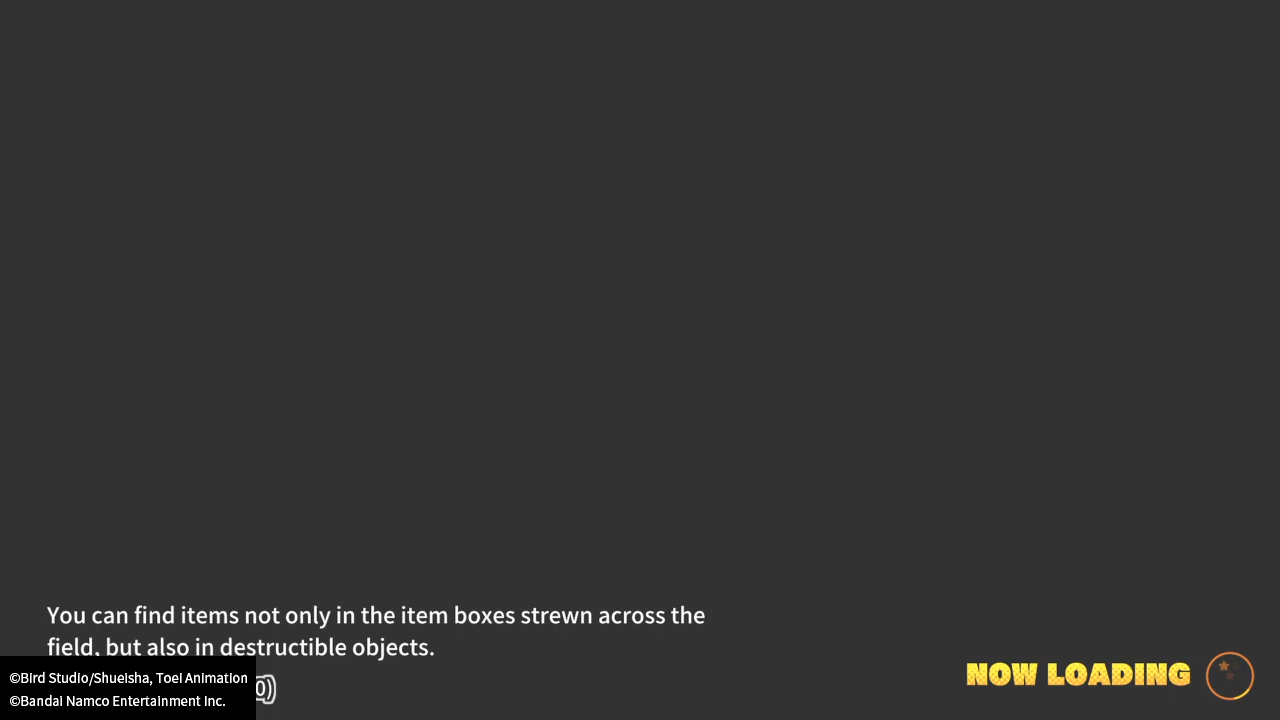 You can find items not only in the item boxes strewn across the
field, but also in destructible objects.
©Bird Studio/Shueisha, Toei Animation
©Bandai Namco Entertainment Inc.
NOW LOADING